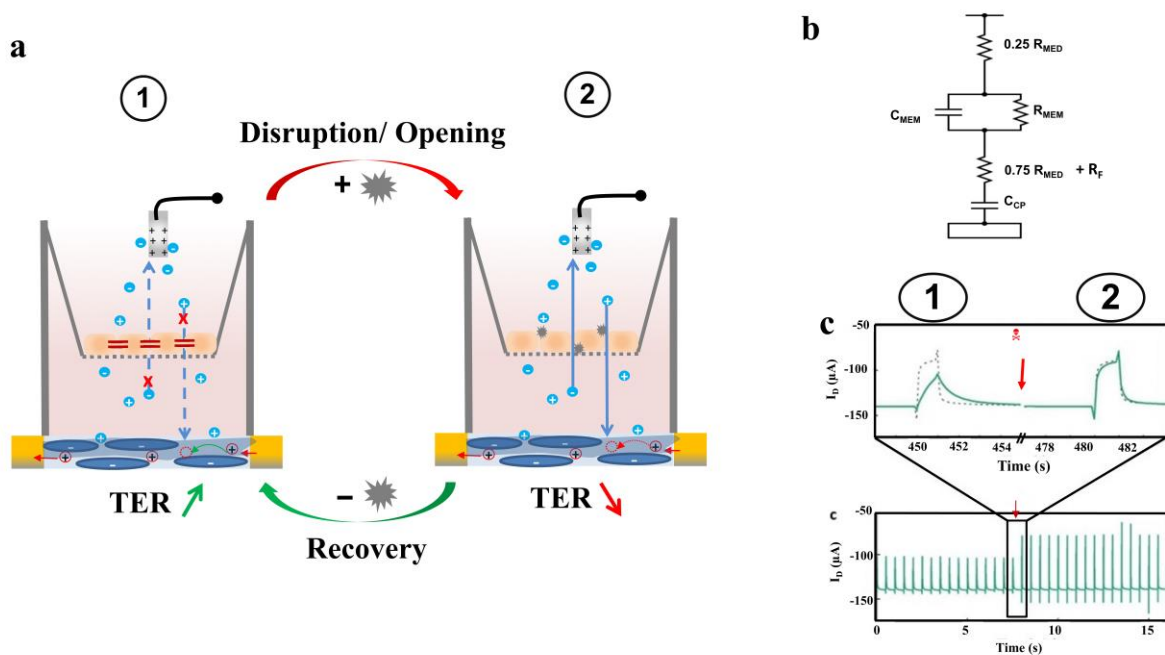 a
1
2
Disruption/ Opening
+
TER
TER
−
Recovery
b
0.25 R_MED
C_MEM
R_MEM
0.75 R_MED + R_F
C_CP
1
2
c
-50
-100
-150
I_D (µA)
450 452 454 478 480 482
Time (s)
c
-50
-100
-150
I_D (µA)
0 5 10 15
Time (s)